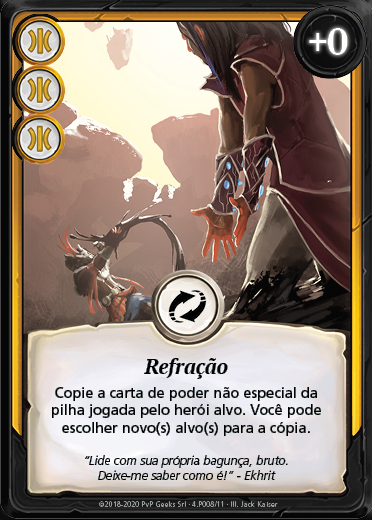 +0
Refração
Copie a carta de poder não especial da
pilha jogada pelo herói alvo. Você pode
escolher novo(s) alvo(s) para a cópia.
“Lide com sua própria bagunça, bruto.
Deixe-me saber como é!” - Ekhrit
©2018-2020 PvP Geeks Srl · 4.P008/11 · Ill. Jack Kaiser